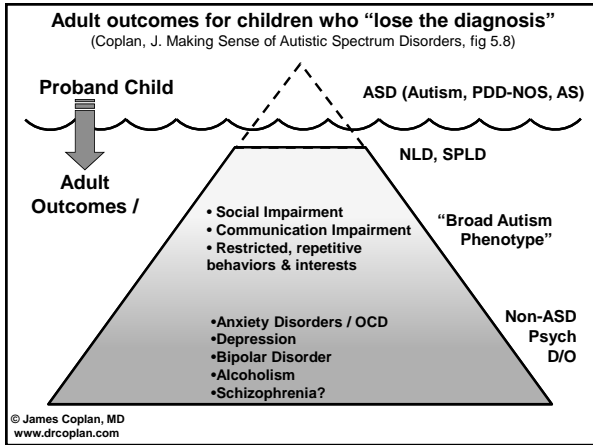 Adult outcomes for children who “lose the diagnosis”
(Coplan, J. Making Sense of Autistic Spectrum Disorders, fig 5.8)
Proband Child
ASD (Autism, PDD-NOS, AS)
NLD, SPLD
Adult
Outcomes /
• Social Impairment
• Communication Impairment
• Restricted, repetitive
behaviors & interests
“Broad Autism
Phenotype”
•Anxiety Disorders / OCD
•Depression
•Bipolar Disorder
•Alcoholism
•Schizophrenia?
Non-ASD
Psych
D/O
© James Coplan, MD
www.drcoplan.com